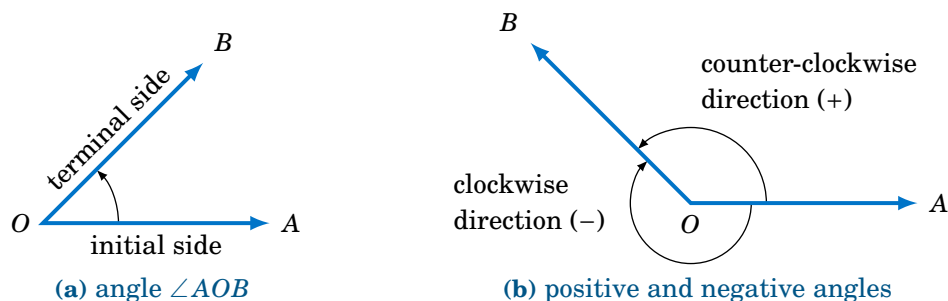 B
terminal side
O
A
initial side
(a) angle ∠AOB
B
counter-clockwise
direction (+)
clockwise
direction (−)
O
A
(b) positive and negative angles